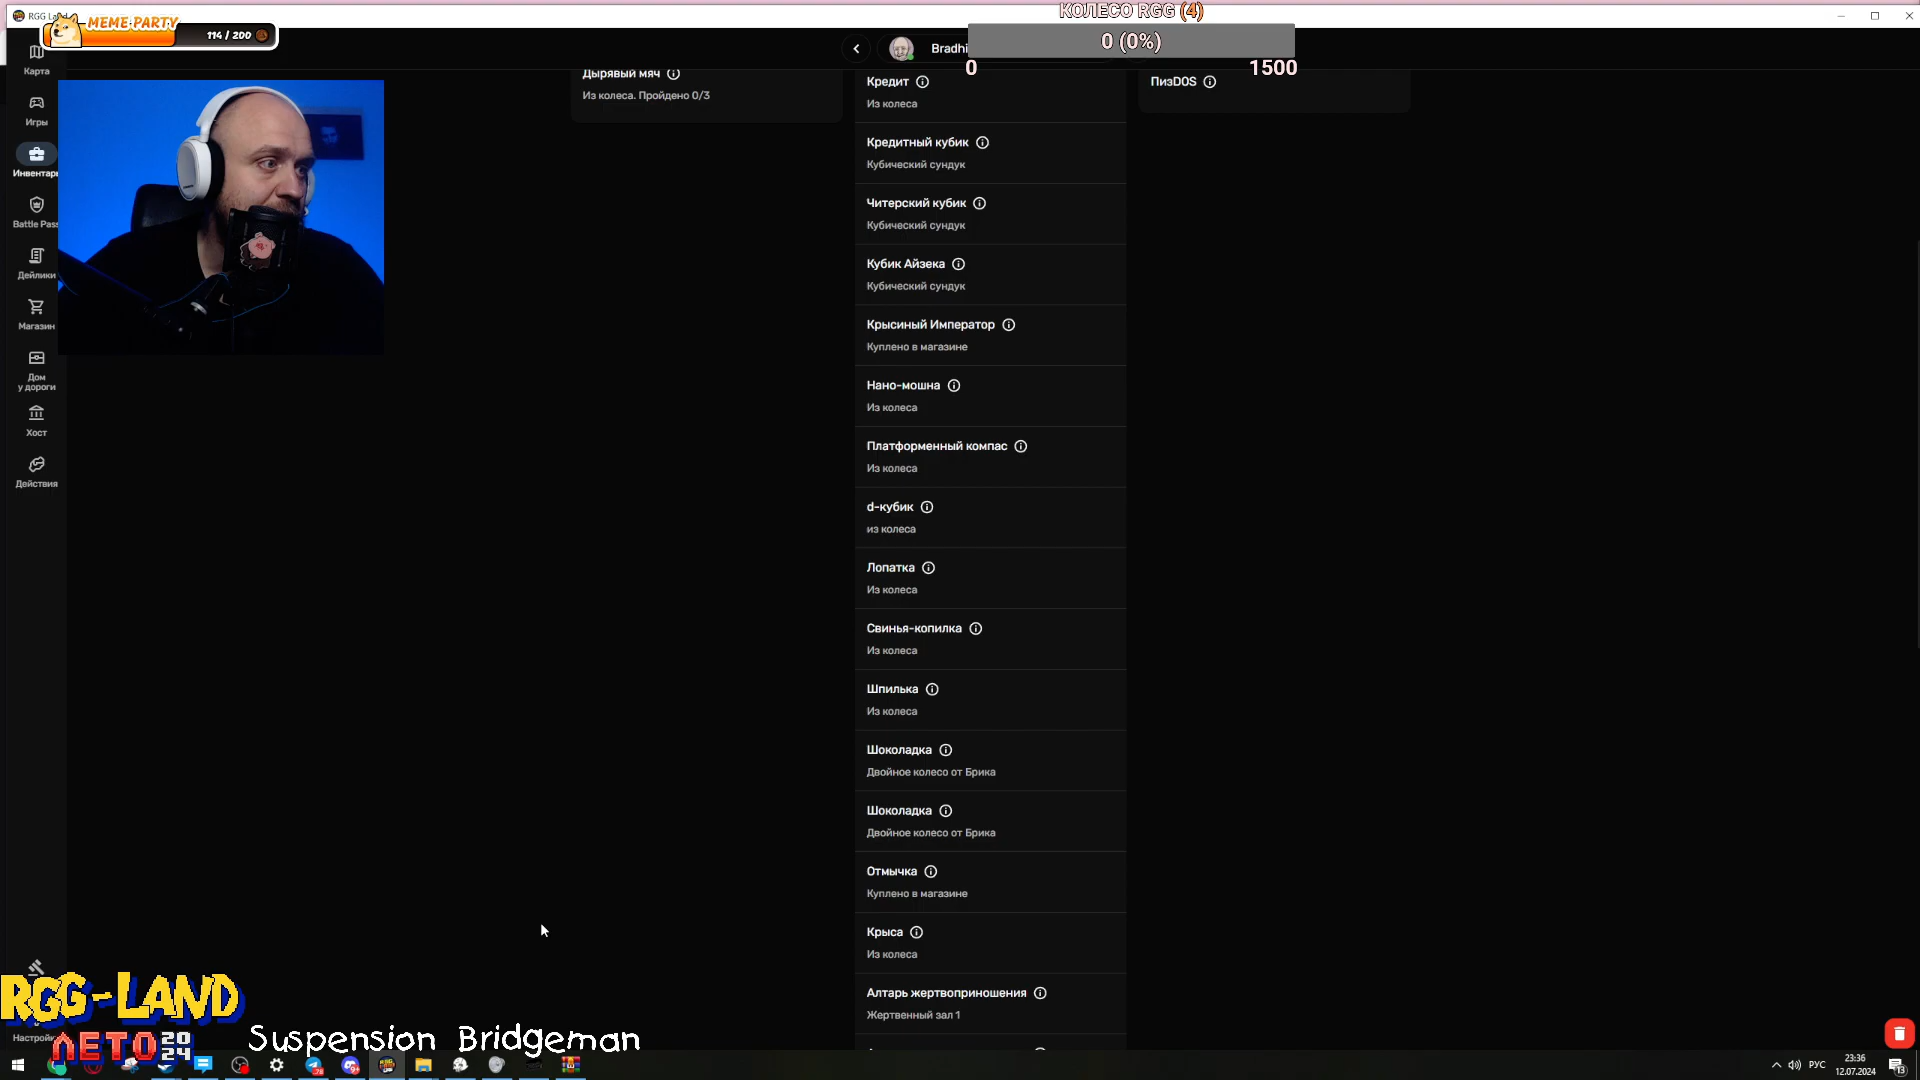 RGG Land
MEME PARTY
114 / 200
КОЛЕСО RGG (4)
0 (0%)
0
1500
Bradhi
Карта
Игры
Инвентарь
Battle Pass
Дейлики
Магазин
Дом
у дороги
Хост
Действия
Дырявый мяч
Из колеса. Пройдено 0/3
Кредит
Из колеса
Кредитный кубик
Кубический сундук
Читерский кубик
Кубический сундук
Кубик Айзека
Кубический сундук
Крысиный Император
Куплено в магазине
Нано-мошна
Из колеса
Платформенный компас
Из колеса
d-кубик
из колеса
Лопатка
Из колеса
Свинья-копилка
Из колеса
Шпилька
Из колеса
Шоколадка
Двойное колесо от Брика
Шоколадка
Двойное колесо от Брика
Отмычка
Куплено в магазине
Крыса
Из колеса
Алтарь жертвоприношения
Жертвенный зал 1
ПизDOS
RGG-LAND
ЛЕТО 2024
Настройки
Suspension Bridgeman
РУС
23:36
12.07.2024
13